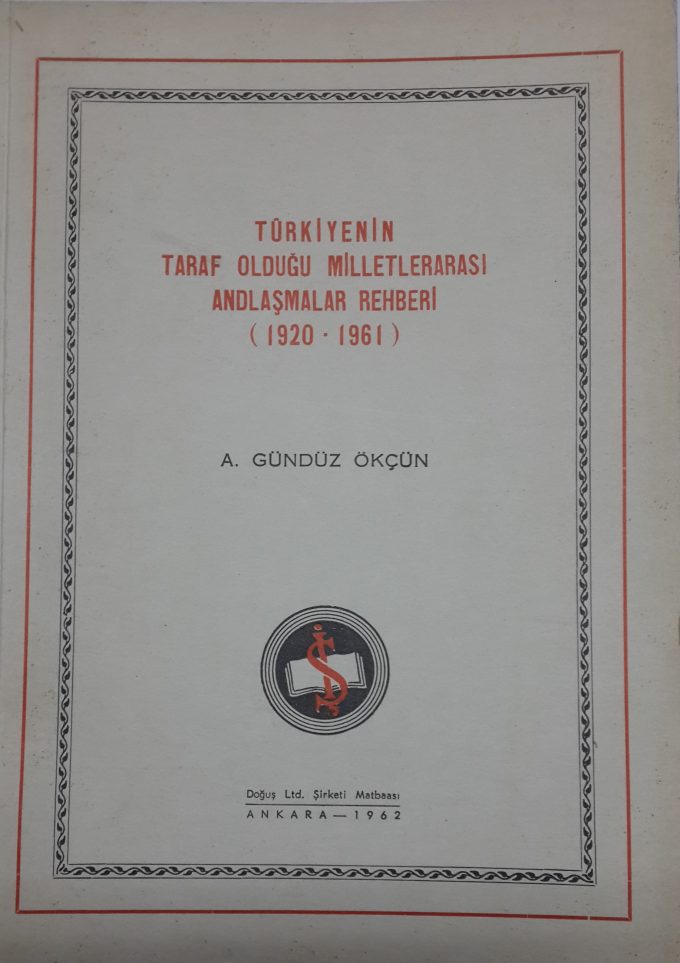 TÜRKİYENİN
TARAF OLDUĞU MİLLETLERARASI
ANDLAŞMALAR REHBERİ
( 1920 - 1961 )
A. GÜNDÜZ ÖKÇÜN
İŞ
Doğuş Ltd. Şirketi Matbaası
ANKARA — 1962